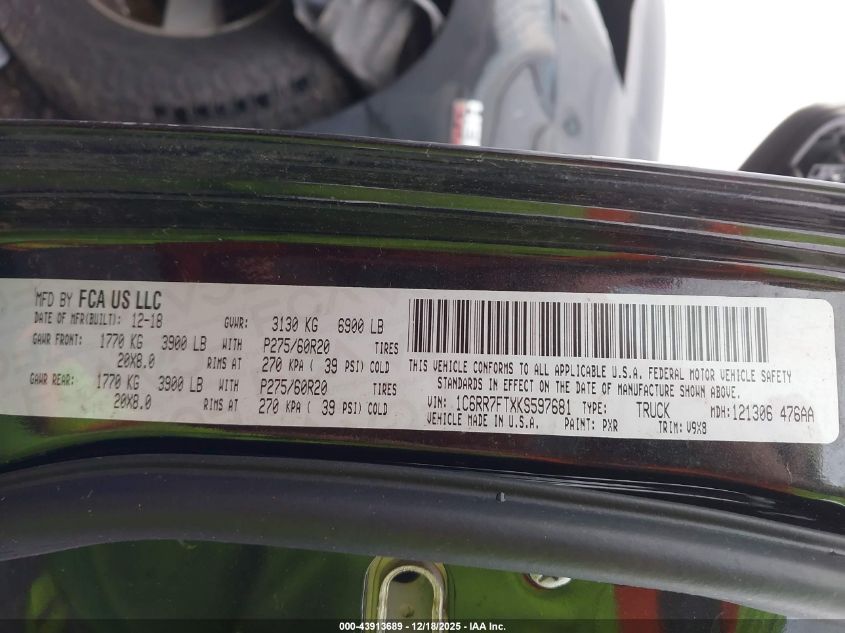 MFD BY FCA US LLC
DATE OF MFR(BUILT): 12-18 GVWR: 3130 KG 6900 LB
GAWR FRONT: 1770 KG 3900 LB WITH P275/60R20 TIRES
20X8.0 RIMS AT 270 KPA ( 39 PSI) COLD
GAWR REAR: 1770 KG 3900 LB WITH P275/60R20 TIRES
20X8.0 RIMS AT 270 KPA ( 39 PSI) COLD
THIS VEHICLE CONFORMS TO ALL APPLICABLE U.S.A. FEDERAL MOTOR VEHICLE SAFETY
STANDARDS IN EFFECT ON THE DATE OF MANUFACTURE SHOWN ABOVE.
VIN: 1C6RR7FTXKS597681 TYPE: TRUCK MDH: 121306 476AA
VEHICLE MADE IN U.S.A. PAINT: PXR TRIM: V9X8
000-43913689 - 12/18/2025 - IAA Inc.